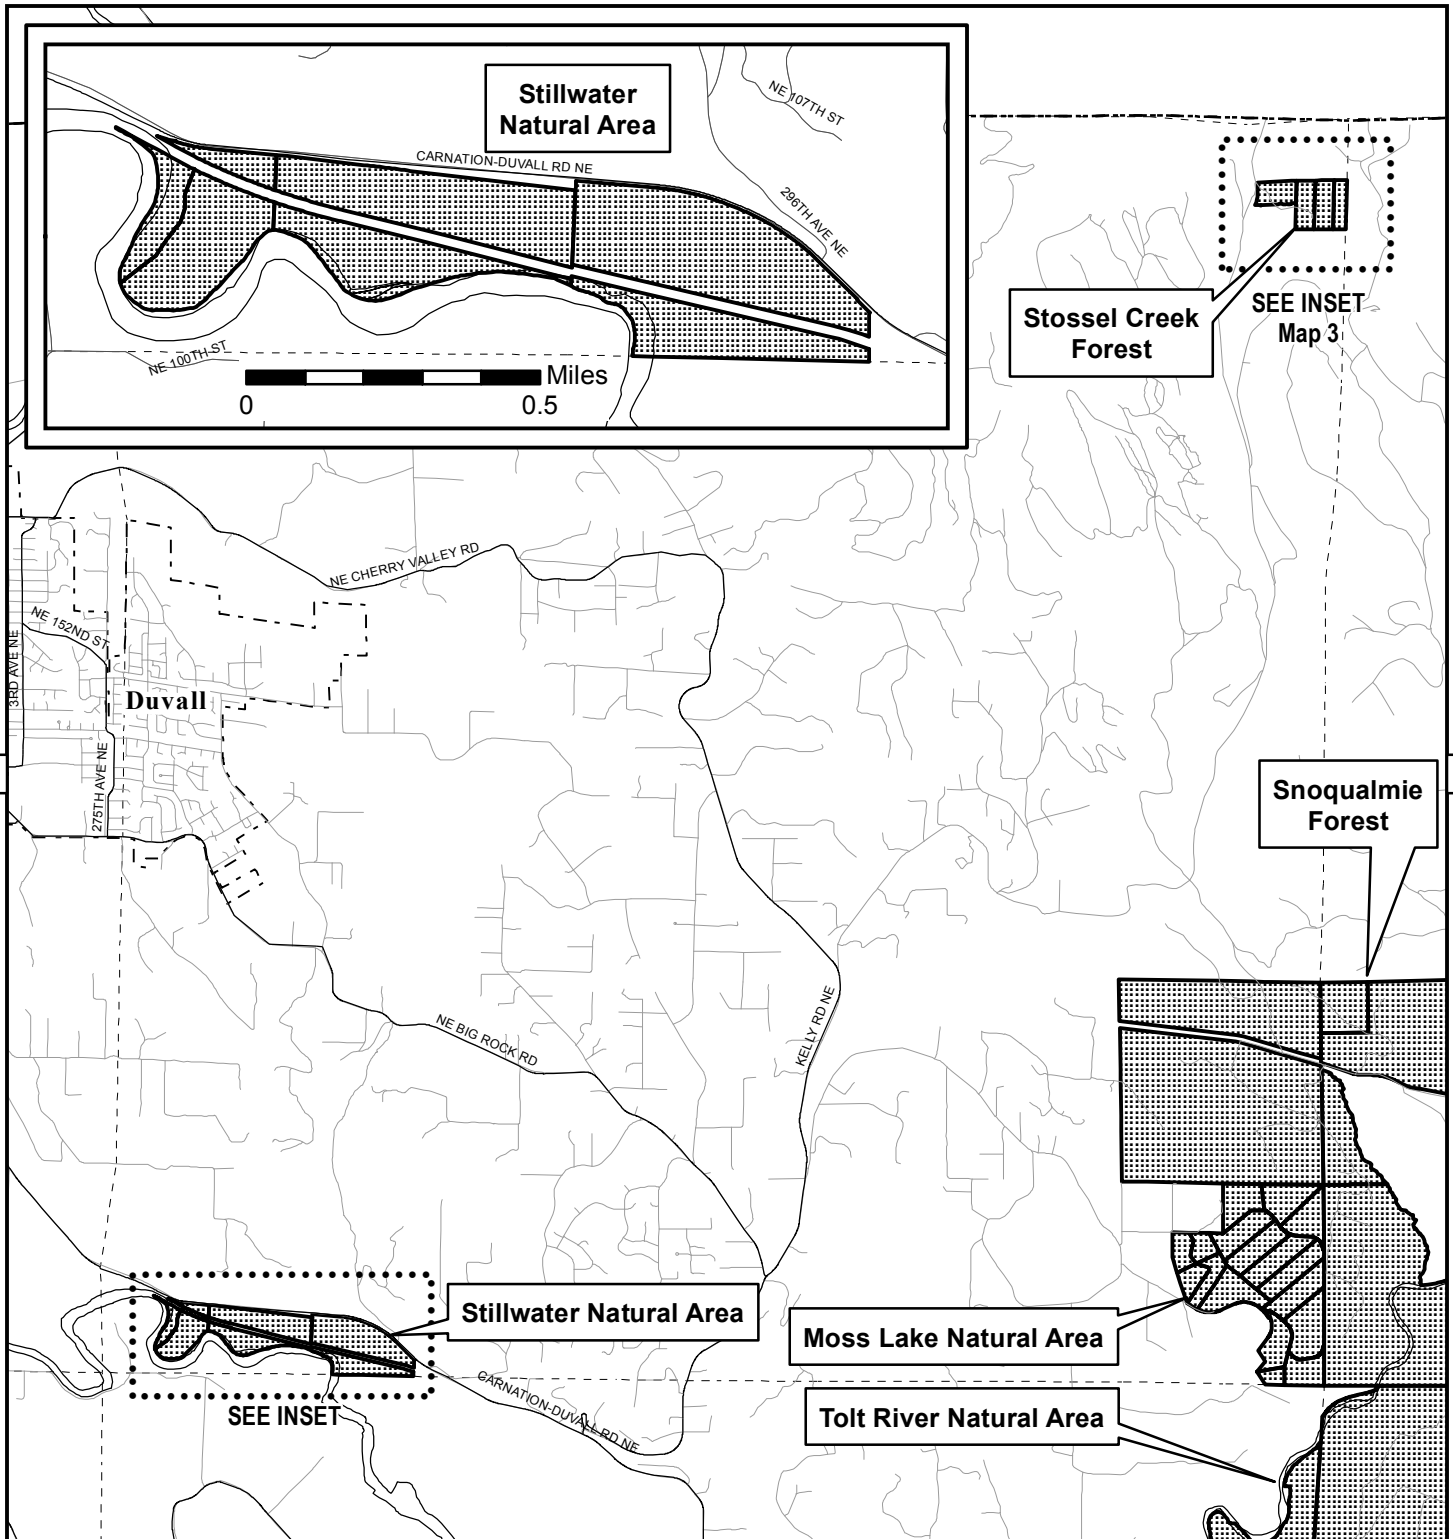 Stillwater
Natural Area
NE 107TH ST
CARNATION-DUVALL RD NE
296TH AVE NE
NE 100TH ST
Miles
0
0.5
Stossel Creek
Forest
SEE INSET
Map 3
NE CHERRY VALLEY RD
NE 152ND ST
3RD AVE NE
Duvall
275TH AVE NE
Snoqualmie
Forest
NE BIG ROCK RD
KELLY RD NE
Stillwater Natural Area
Moss Lake Natural Area
SEE INSET
CARNATION-DUVALL RD NE
Tolt River Natural Area